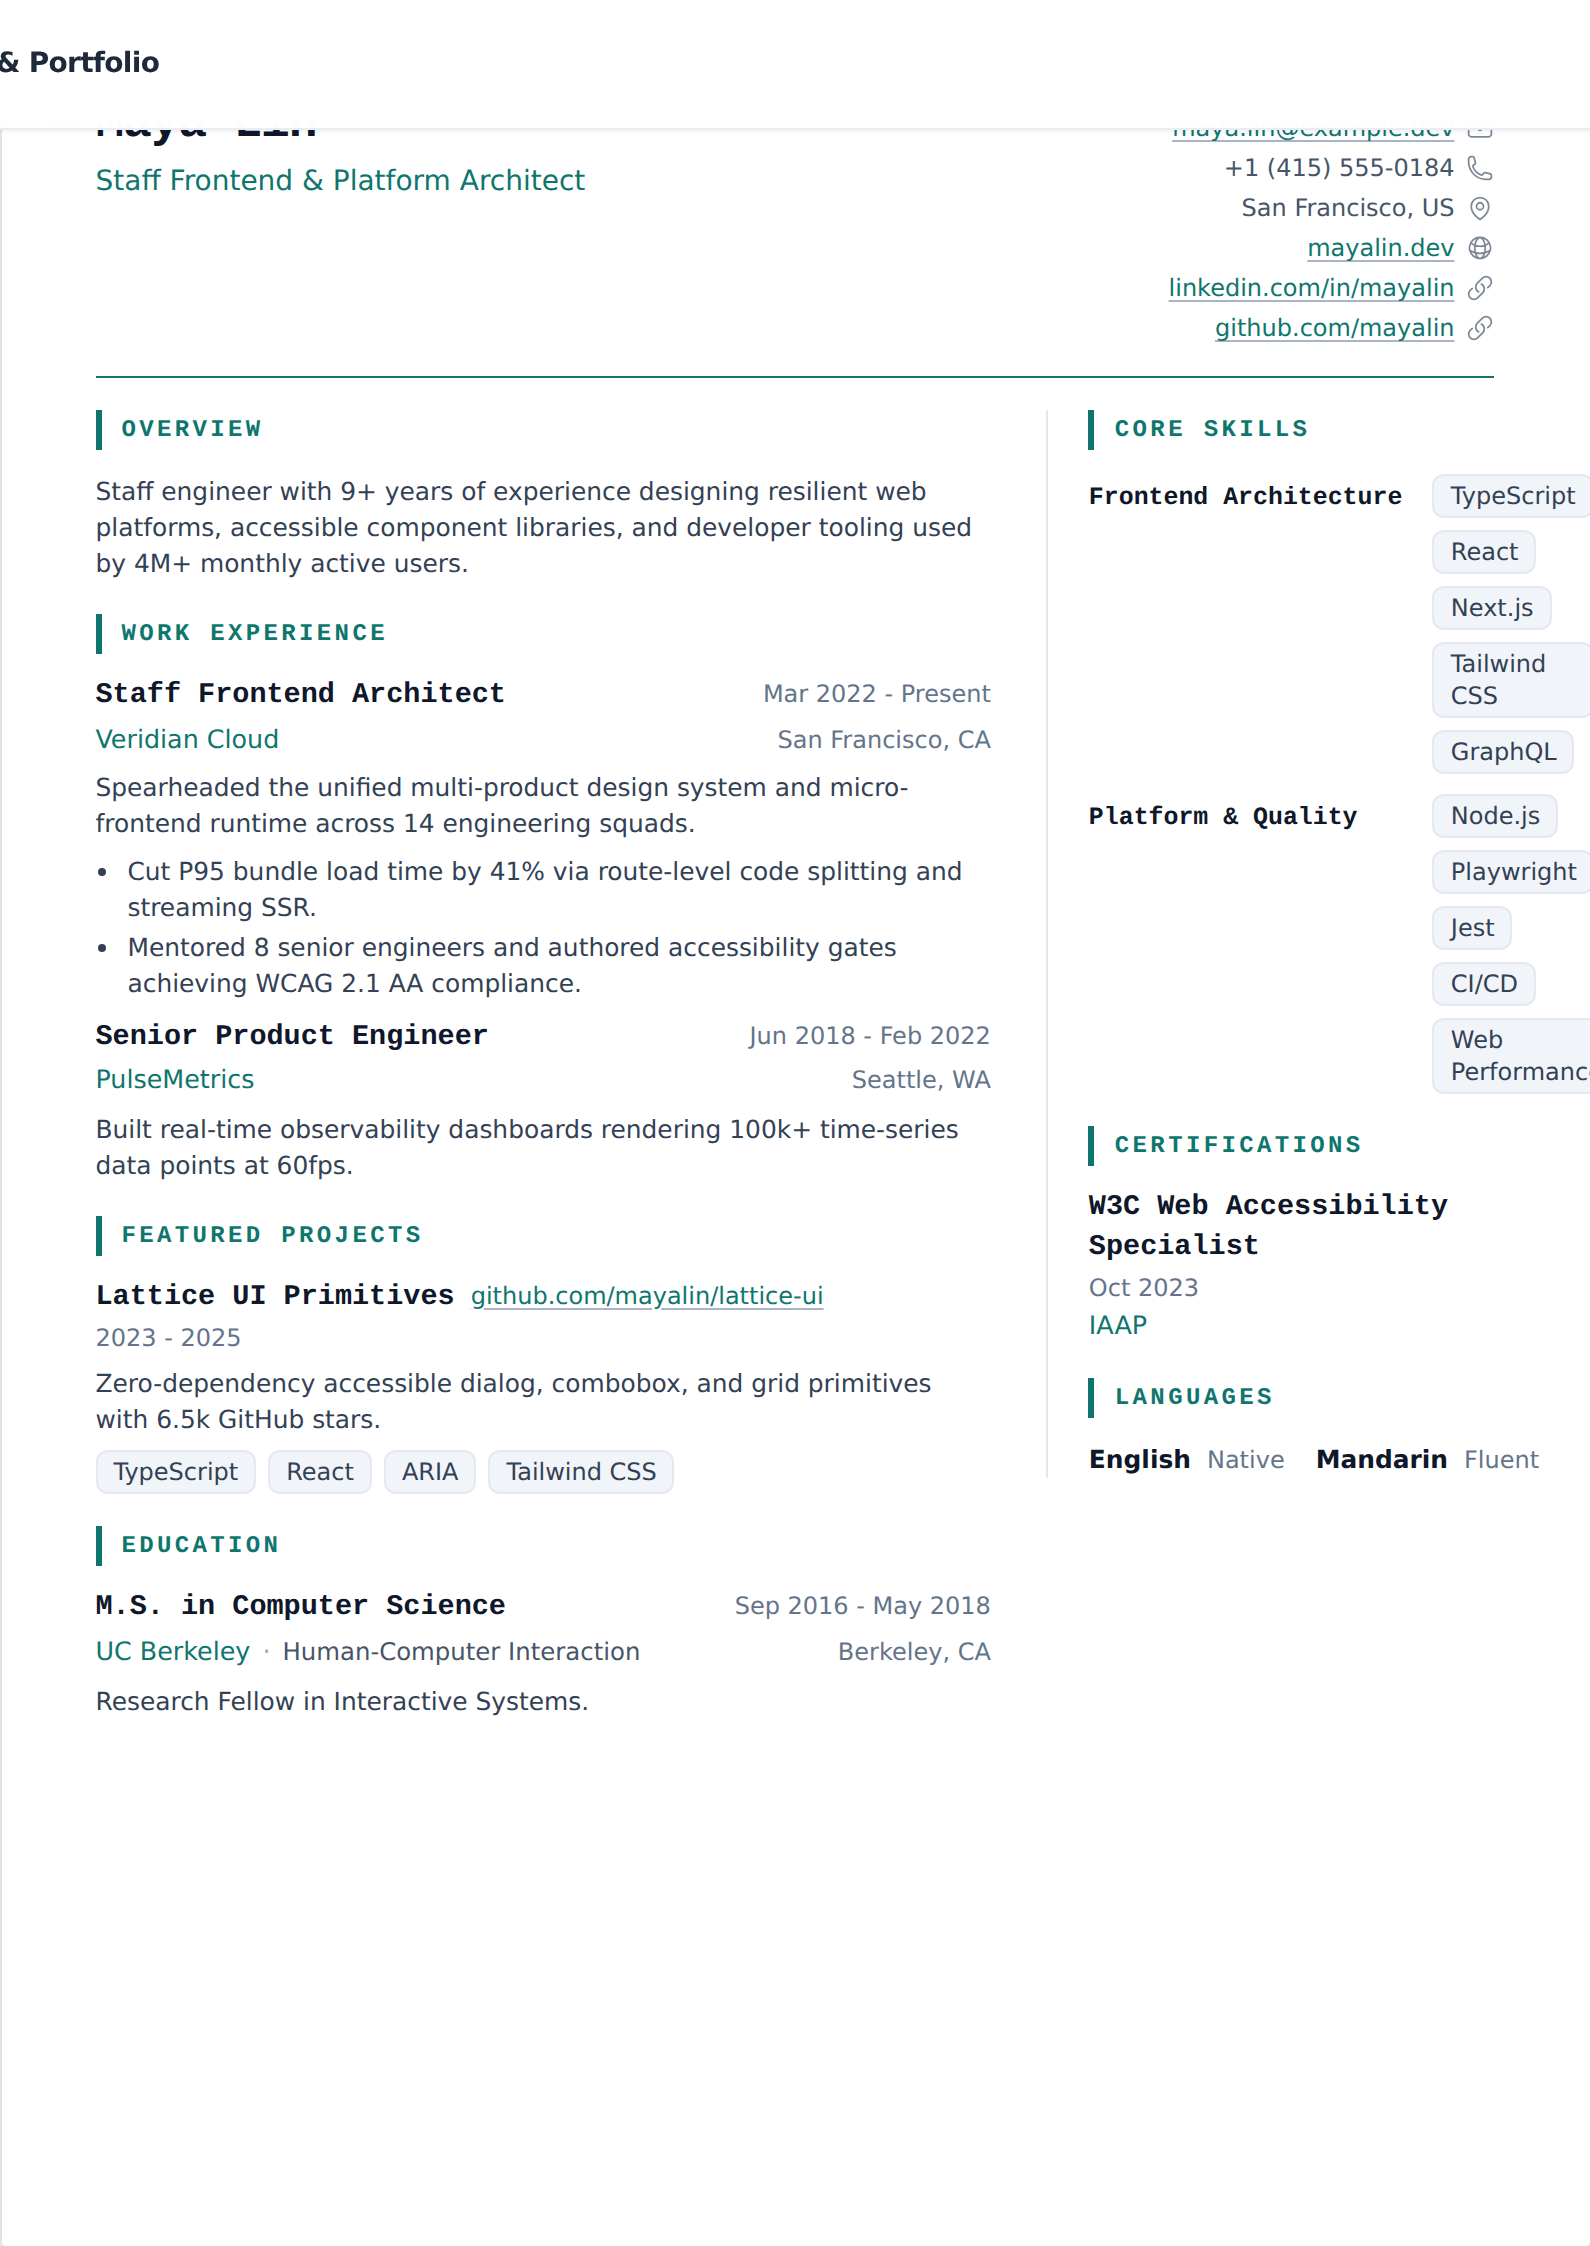 & Portfolio
Staff Frontend & Platform Architect
+1 (415) 555-0184
San Francisco, US
mayalin.dev
linkedin.com/in/mayalin
github.com/mayalin
OVERVIEW
Staff engineer with 9+ years of experience designing resilient web
platforms, accessible component libraries, and developer tooling used
by 4M+ monthly active users.
WORK EXPERIENCE
Staff Frontend Architect Mar 2022 - Present
Veridian Cloud San Francisco, CA
Spearheaded the unified multi-product design system and micro-
frontend runtime across 14 engineering squads.
• Cut P95 bundle load time by 41% via route-level code splitting and
streaming SSR.
• Mentored 8 senior engineers and authored accessibility gates
achieving WCAG 2.1 AA compliance.
Senior Product Engineer Jun 2018 - Feb 2022
PulseMetrics Seattle, WA
Built real-time observability dashboards rendering 100k+ time-series
data points at 60fps.
FEATURED PROJECTS
Lattice UI Primitives github.com/mayalin/lattice-ui
2023 - 2025
Zero-dependency accessible dialog, combobox, and grid primitives
with 6.5k GitHub stars.
TypeScript React ARIA Tailwind CSS
EDUCATION
M.S. in Computer Science Sep 2016 - May 2018
UC Berkeley · Human-Computer Interaction Berkeley, CA
Research Fellow in Interactive Systems.
CORE SKILLS
Frontend Architecture TypeScript
React
Next.js
Tailwind
CSS
GraphQL
Platform & Quality Node.js
Playwright
Jest
CI/CD
Web
CERTIFICATIONS
W3C Web Accessibility
Specialist
Oct 2023
IAAP
LANGUAGES
English Native Mandarin Fluent